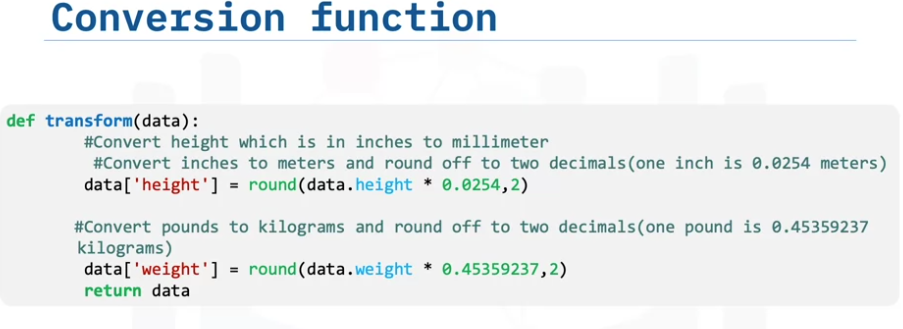 Conversion function
def transform(data):
#Convert height which is in inches to millimeter
#Convert inches to meters and round off to two decimals(one inch is 0.0254 meters)
data['height'] = round(data.height * 0.0254,2)
#Convert pounds to kilograms and round off to two decimals(one pound is 0.45359237
kilograms)
data['weight'] = round(data.weight * 0.45359237,2)
return data